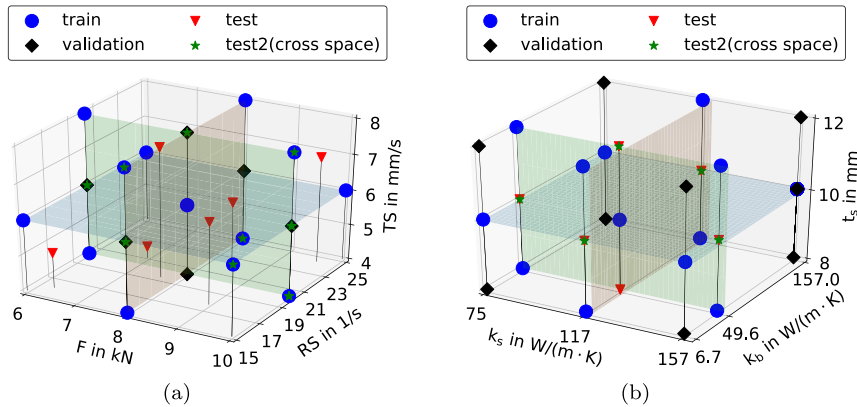 train
validation
test
test2(cross space)
train
validation
test
test2(cross space)
8
7
6
5
4
TS in mm/s
6
7
8
9
10
F in kN
15
17
19
21
23
25
RS in 1/s
12
10
8
t_s in mm
75
117
157
k_s in W/(m · K)
6.7
49.6
157.0
k_b in W/(m · K)
(a)
(b)